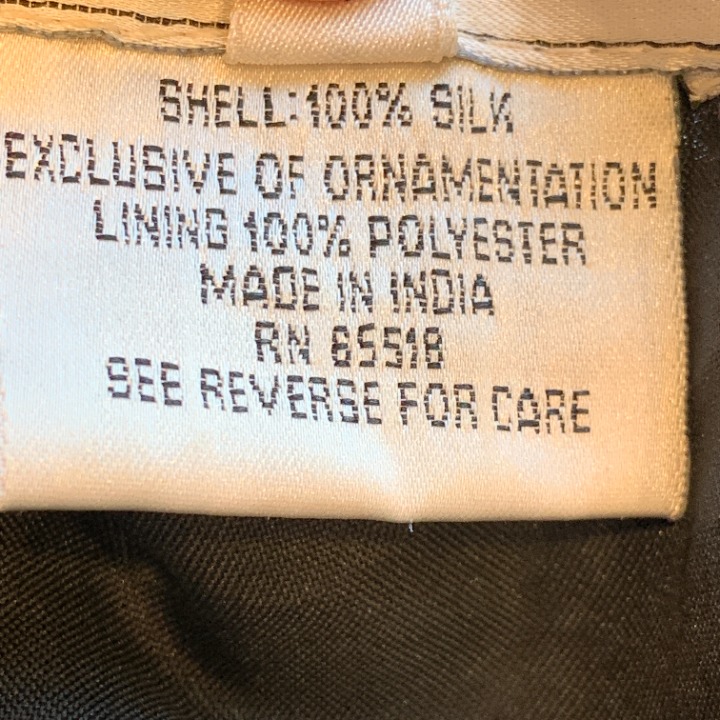 SHELL: 100% SILK
EXCLUSIVE OF ORNAMENTATION
LINING 100% POLYESTER
MADE IN INDIA
RN 65518
SEE REVERSE FOR CARE